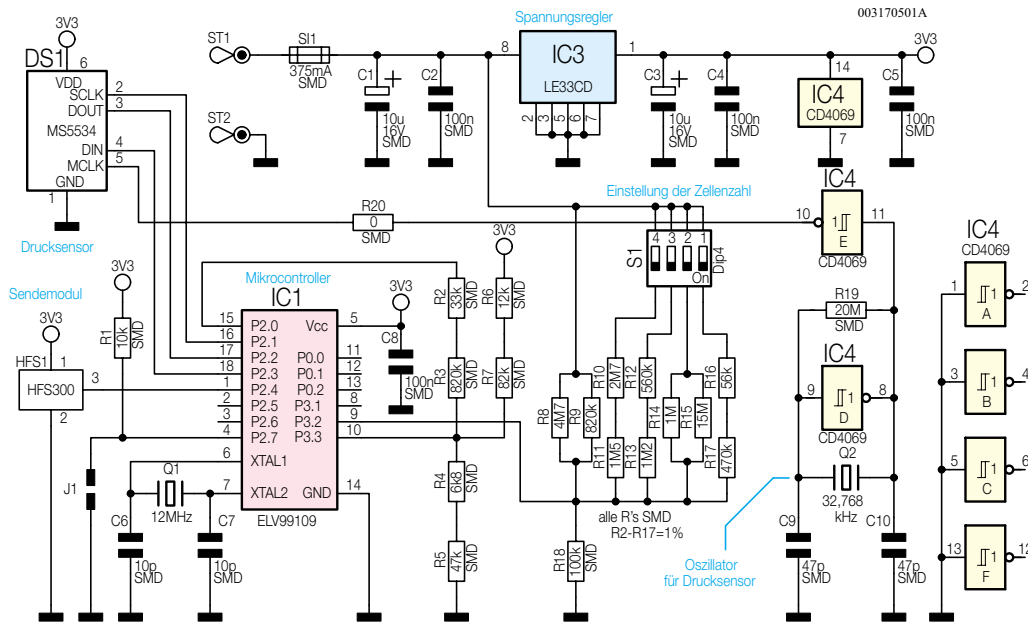 003170501A
Spannungsregler
3V3
DS1
6
VDD
SCLK
DOUT
MS5534
DIN
MCLK
GND
2
3
4
5
1
Drucksensor
ST1
SI1
375mA
SMD
ST2
C1
+
10u
16V
SMD
C2
100n
SMD
8
IC3
LE33CD
1
2
3
5
6
7
C3
+
10u
16V
SMD
C4
100n
SMD
14
IC4
CD4069
7
C5
100n
SMD
3V3
Einstellung der Zellenzahl
R20
0
SMD
S1
4
3
2
1
On
Dip4
IC4
10
1
E
11
CD4069
IC4
1
1
A
2
3
1
B
4
5
1
C
6
13
1
F
12
Sendemodul
3V3
HFS1
1
HFS300
3
2
3V3
R1
10k
SMD
J1
Mikrocontroller
IC1
15
P2.0
16
P2.1
17
P2.2
18
P2.3
1
P2.4
2
P2.5
3
P2.6
4
P2.7
6
XTAL1
7
XTAL2
Vcc
5
P0.0
11
P0.1
12
P0.2
13
P3.1
8
P3.2
9
P3.3
10
GND
14
ELV99109
Q1
12MHz
C6
10p
SMD
C7
10p
SMD
3V3
C8
100n
SMD
3V3
R2
33k
SMD
R6
12k
SMD
R3
820k
SMD
R7
82k
SMD
R4
6k8
SMD
R5
47k
SMD
R8
4M7
R9
820k
R10
2M7
R11
1M5
R12
560k
R13
1M2
R14
1M
R15
15M
R16
56k
R17
470k
alle R's SMD
R2-R17=1%
R18
100k
SMD
R19
20M
SMD
IC4
9
1
D
8
CD4069
Q2
32,768
kHz
C9
47p
SMD
C10
47p
SMD
Oszillator
für Drucksensor